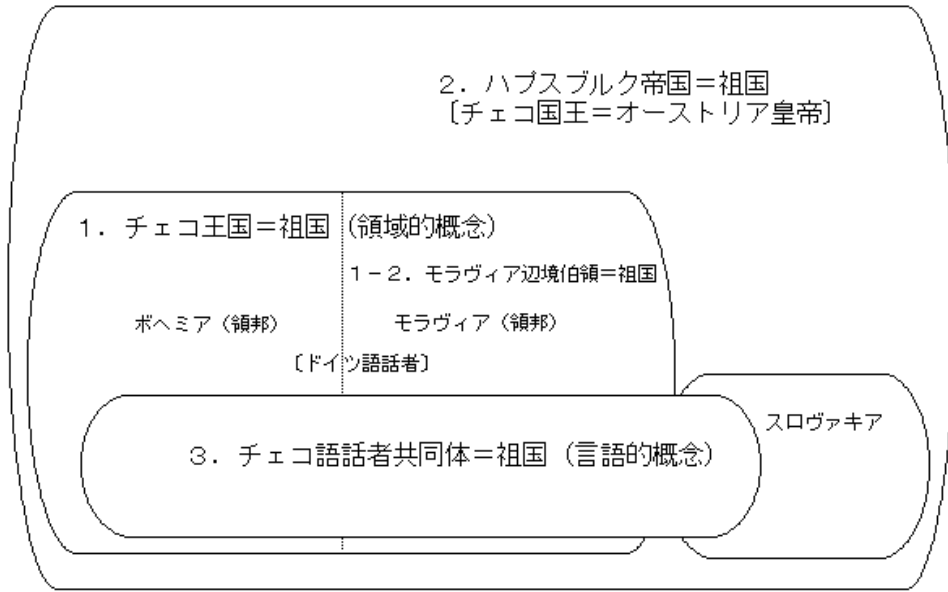 2．ハプスブルク帝国＝祖国
〔チェコ国王＝オーストリア皇帝〕
1．チェコ王国＝祖国（領域的概念）
1－2．モラヴィア辺境伯領＝祖国
ボヘミア（領邦）
モラヴィア（領邦）
〔ドイツ語話者〕
スロヴァキア
3．チェコ語話者共同体＝祖国（言語的概念）